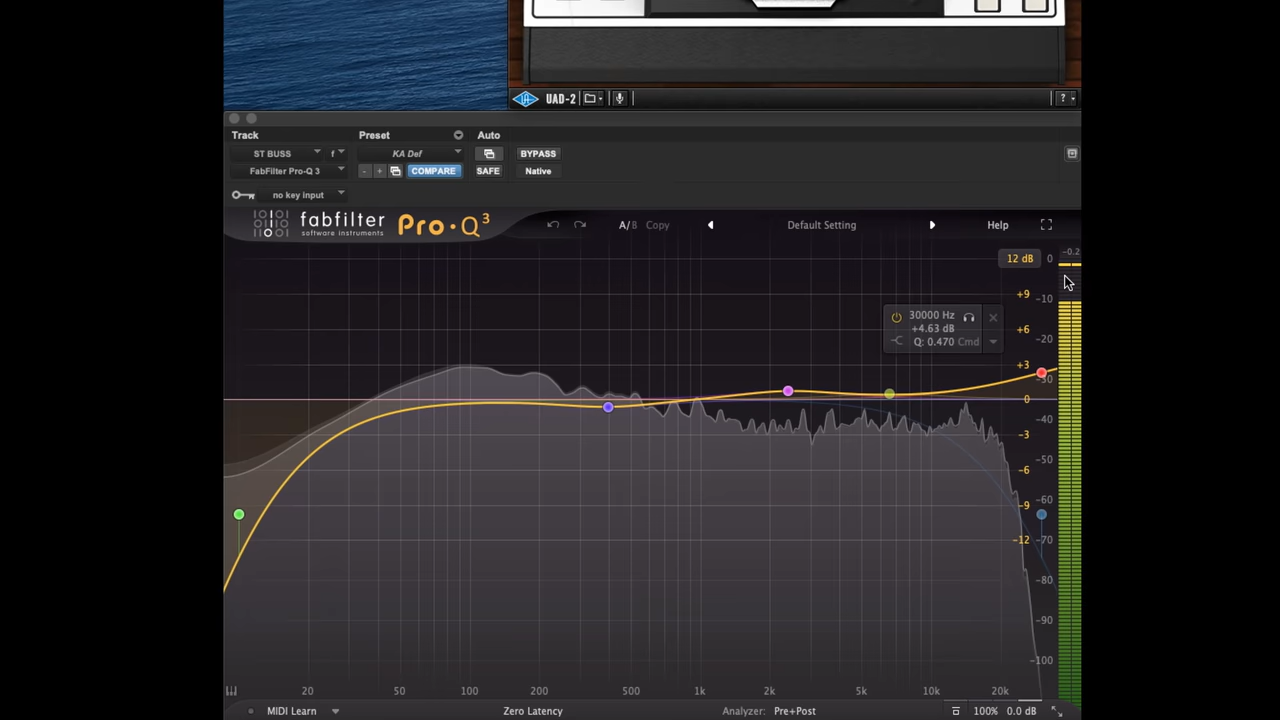 UAD-2
?
Track
Preset
Auto
ST BUSS
f
KA Def
BYPASS
FabFilter Pro-Q 3
- +
COMPARE
SAFE
Native
no key input
fabfilter
software instruments
Pro·Q3
A/B Copy
Default Setting
Help
-0.2
12 dB
0
+9
-10
30000 Hz
+4.63 dB
Q: 0.470 Cmd
+6
-20
+3
-30
0
-40
-3
-50
-6
-60
-9
-12
-70
-80
-90
-100
20 50 100 200 500 1k 2k 5k 10k 20k
MIDI Learn
Zero Latency
Analyzer: Pre+Post
100%
0.0 dB